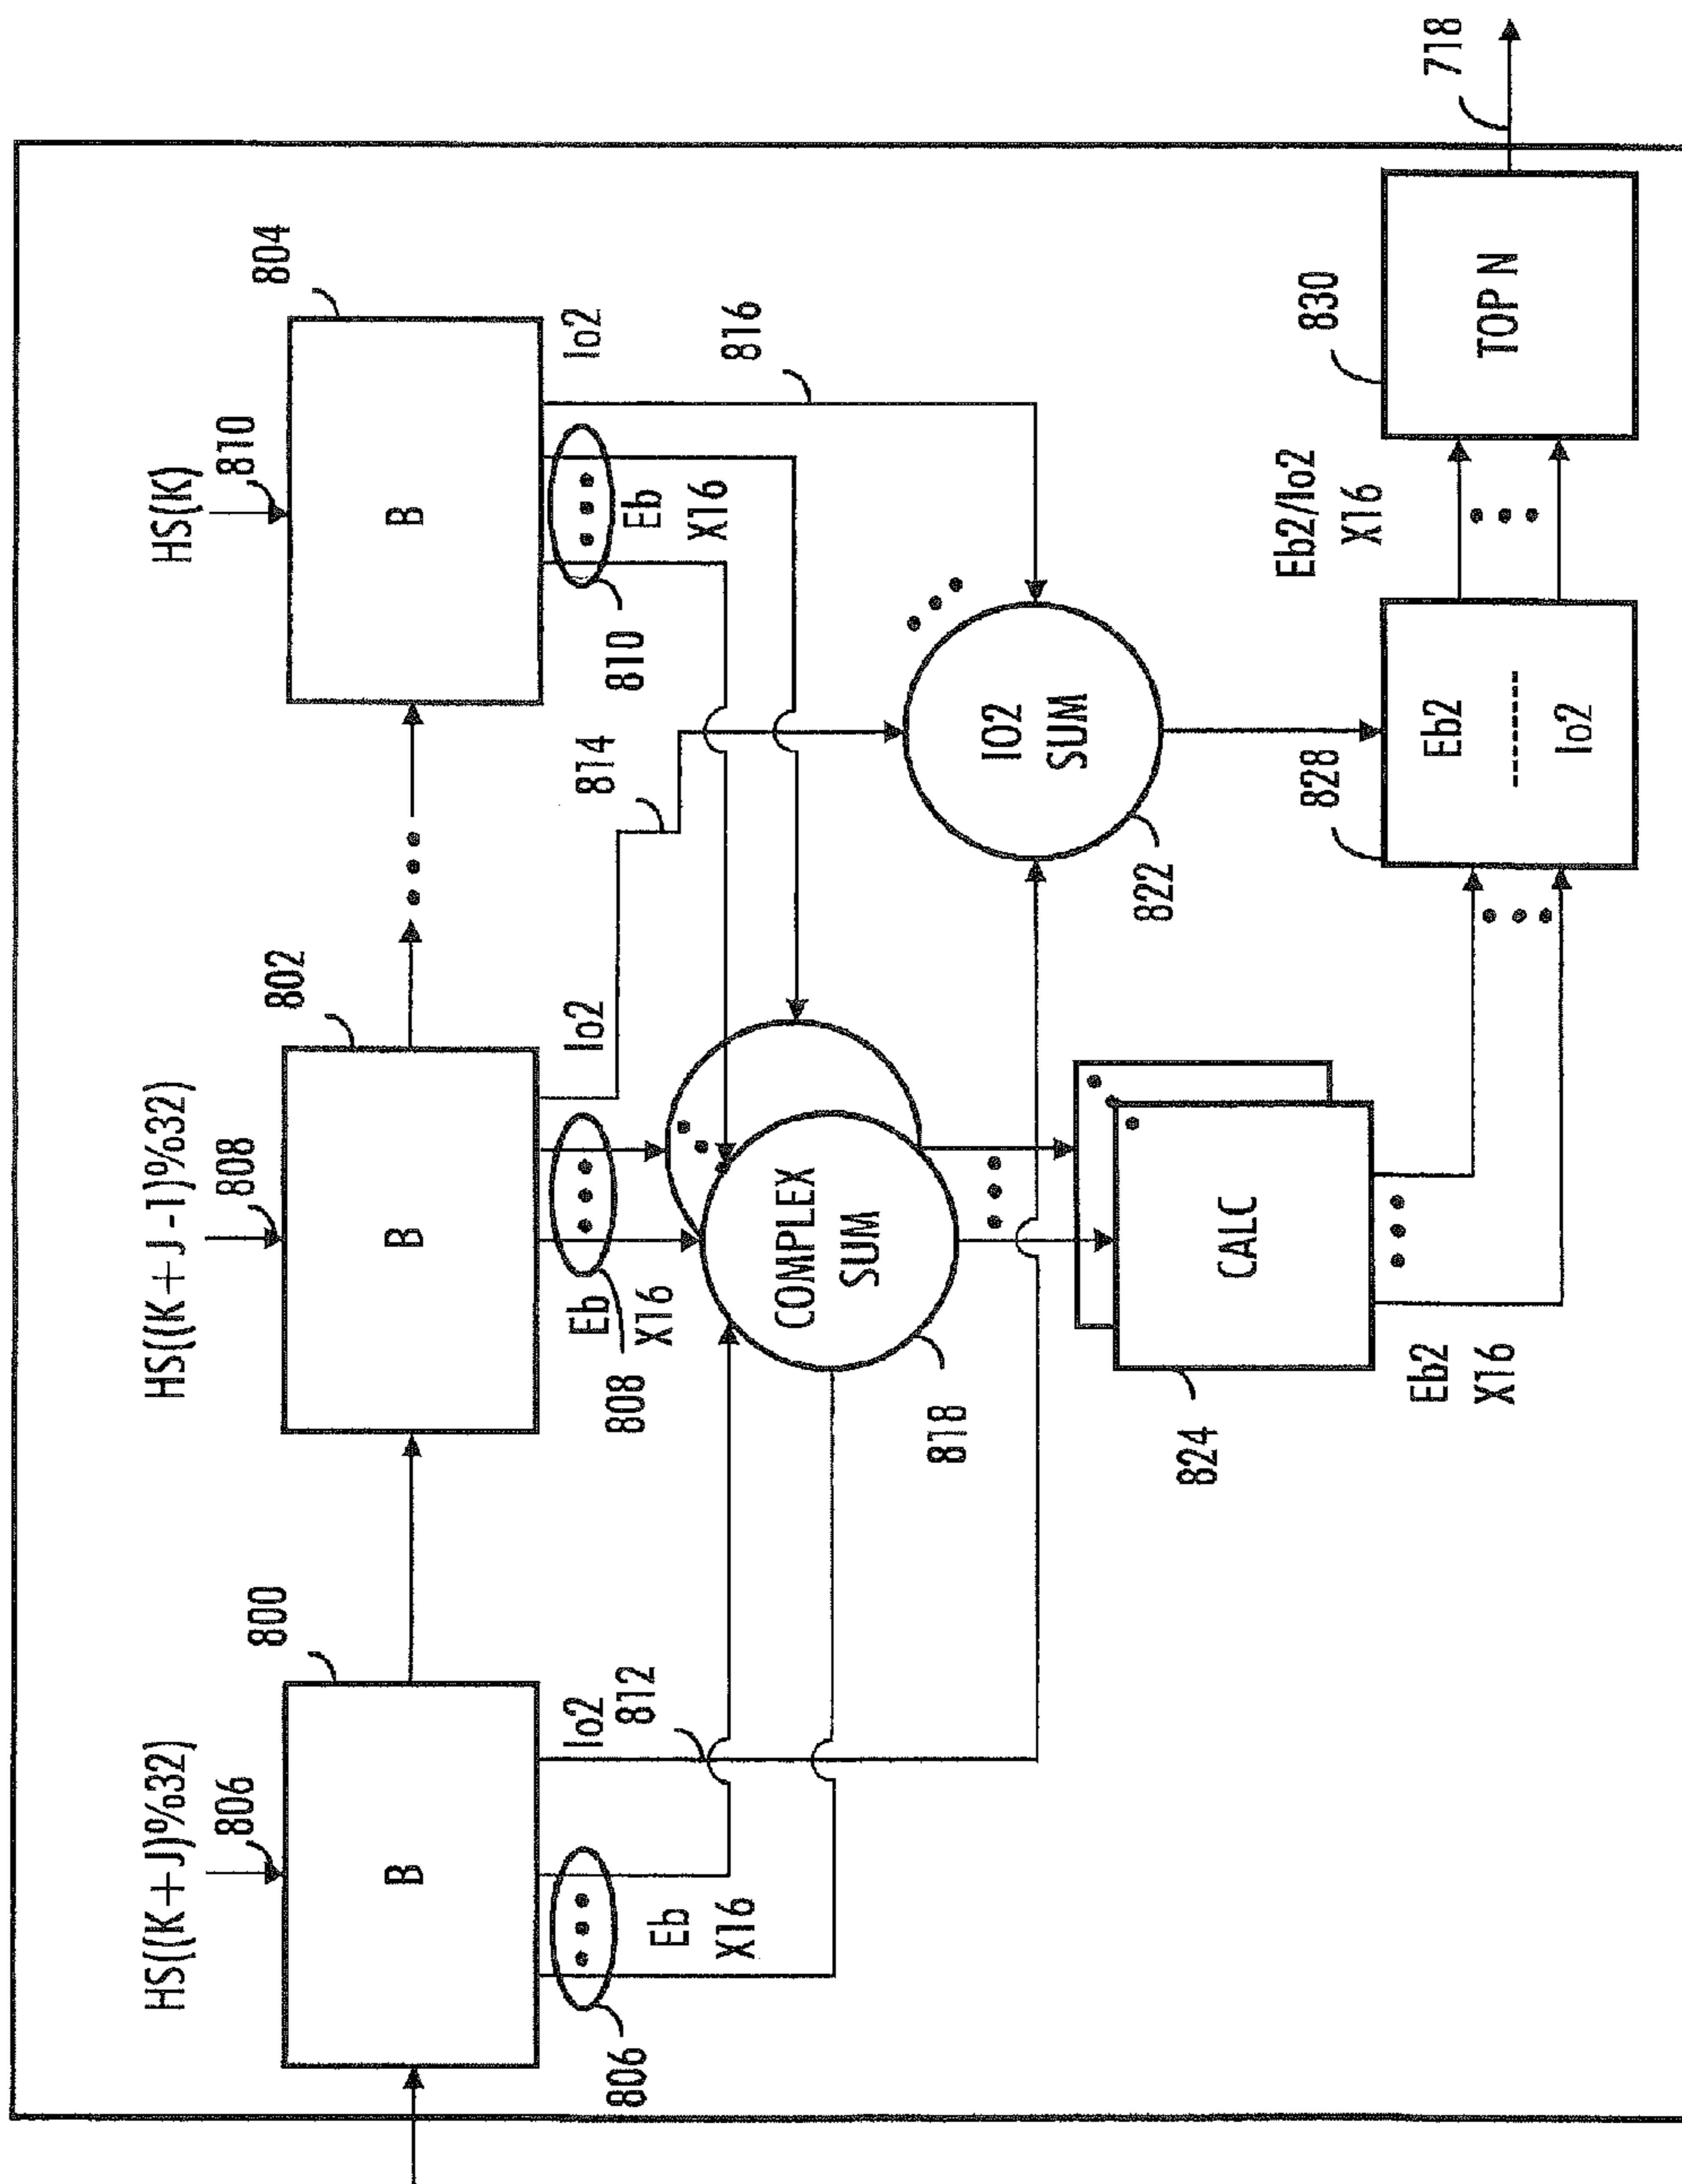 HS((K+J)%32)
806
HS((K+J-1)%32)
808
HS(K)
810
800
802
804
B
B
B
806
Eb
X16
Io2
812
808
Eb
X16
Io2
814
810
Eb
X16
Io2
816
COMPLEX
SUM
818
IO2
SUM
822
CALC
824
Eb2
X16
828
Eb2
--------
Io2
Eb2/Io2
X16
830
TOP N
718